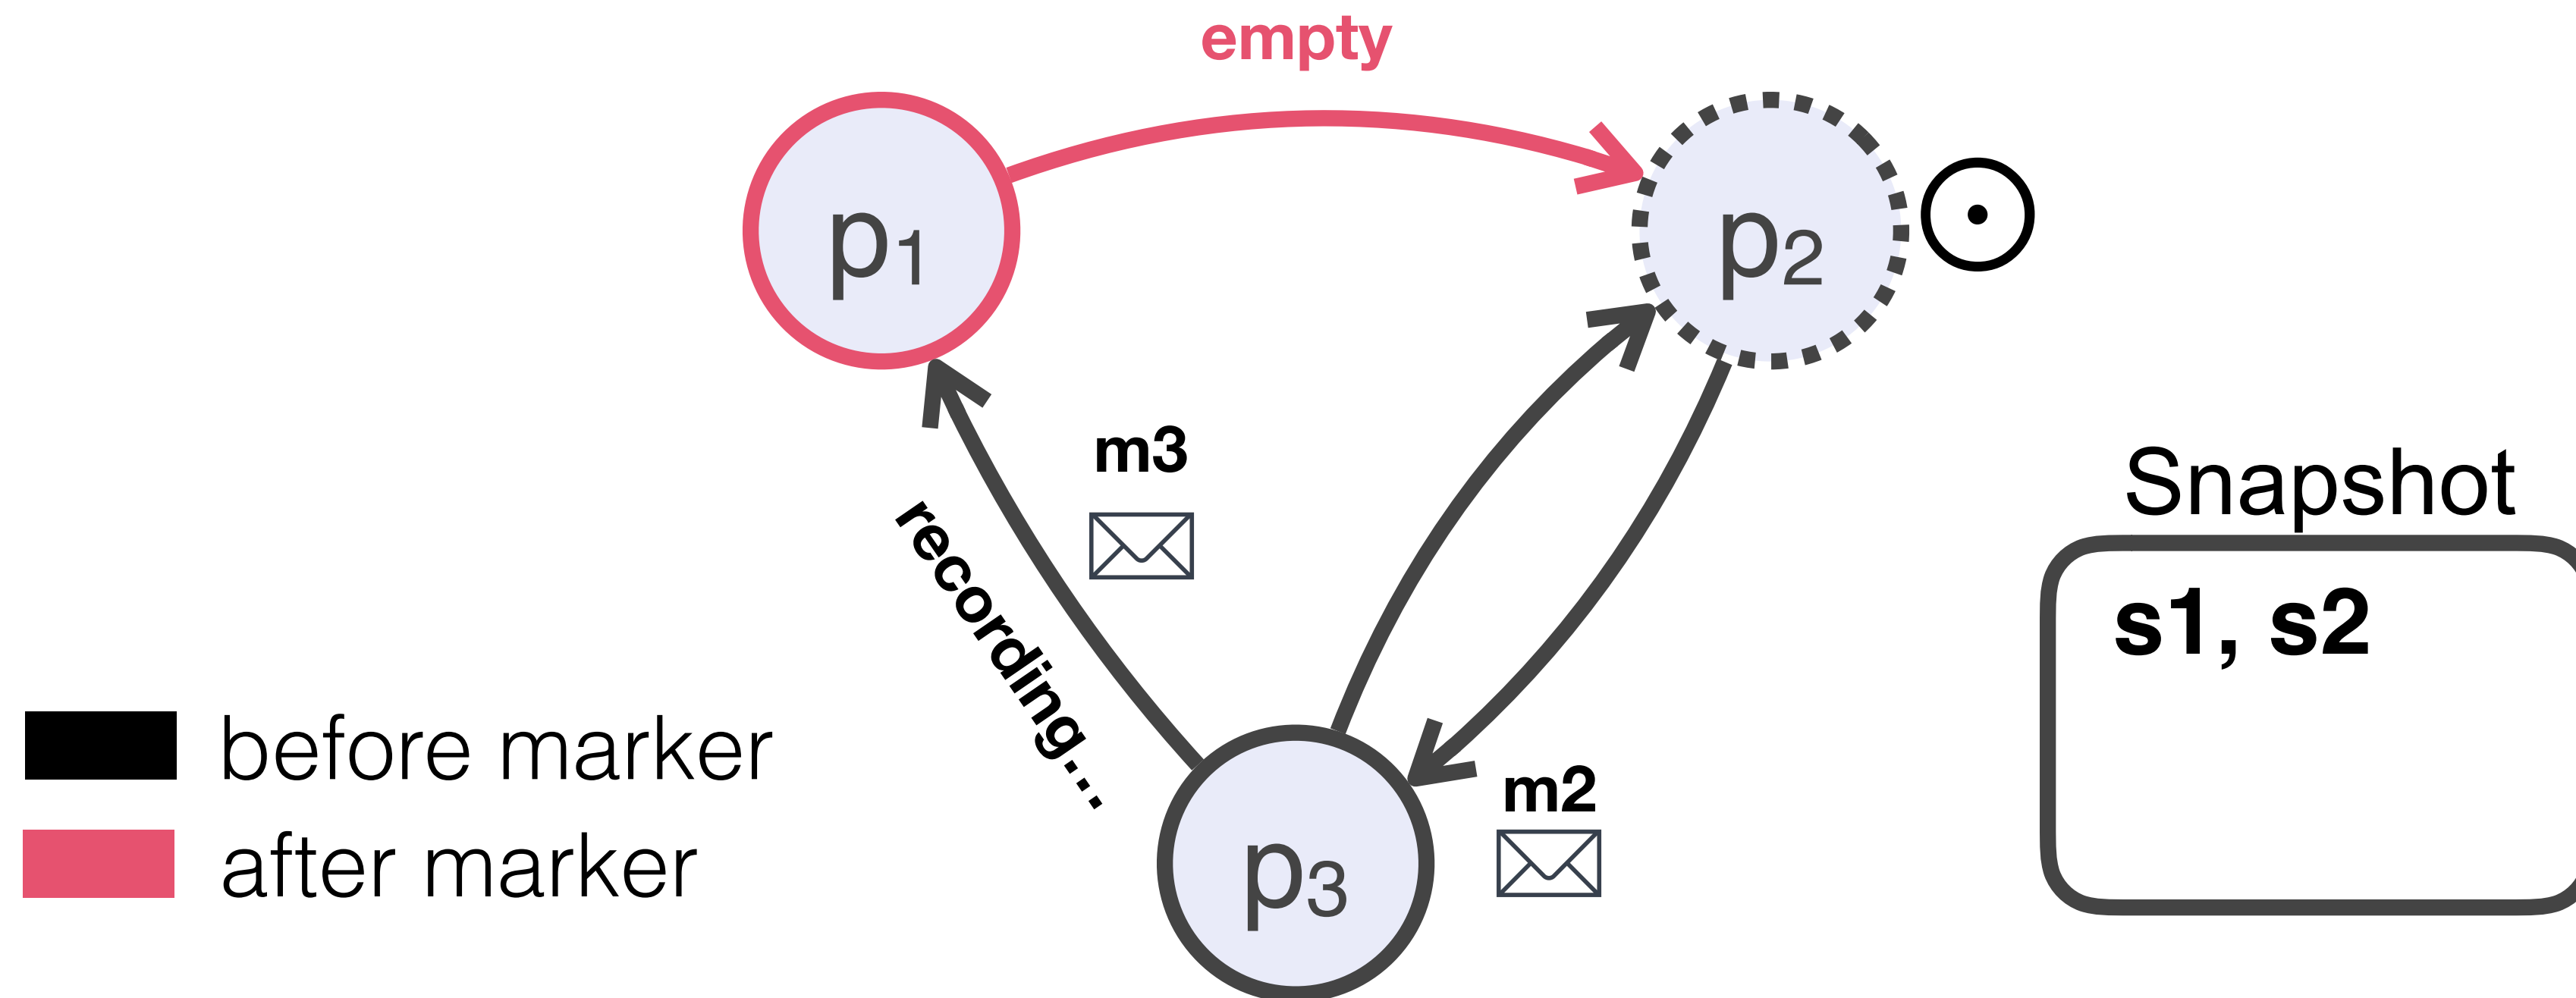 empty
p1
p2
m3
recording...
Snapshot
s1, s2
before marker
m2
after marker
p3